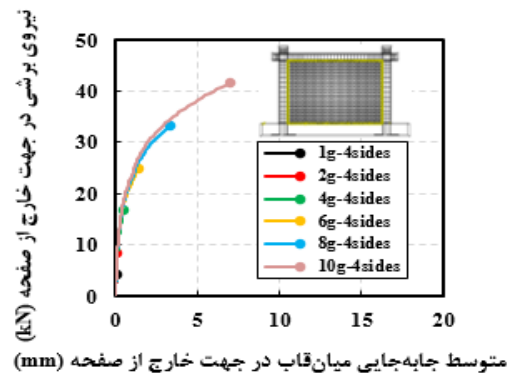 نیروی برشی در جهت خارج از صفحه
(kN)
50
40
30
20
10
0
1g-4sides
2g-4sides
4g-4sides
6g-4sides
8g-4sides
10g-4sides
0 5 10 15 20
متوسط جابه‌جایی میان‌قاب در جهت خارج از صفحه (mm)